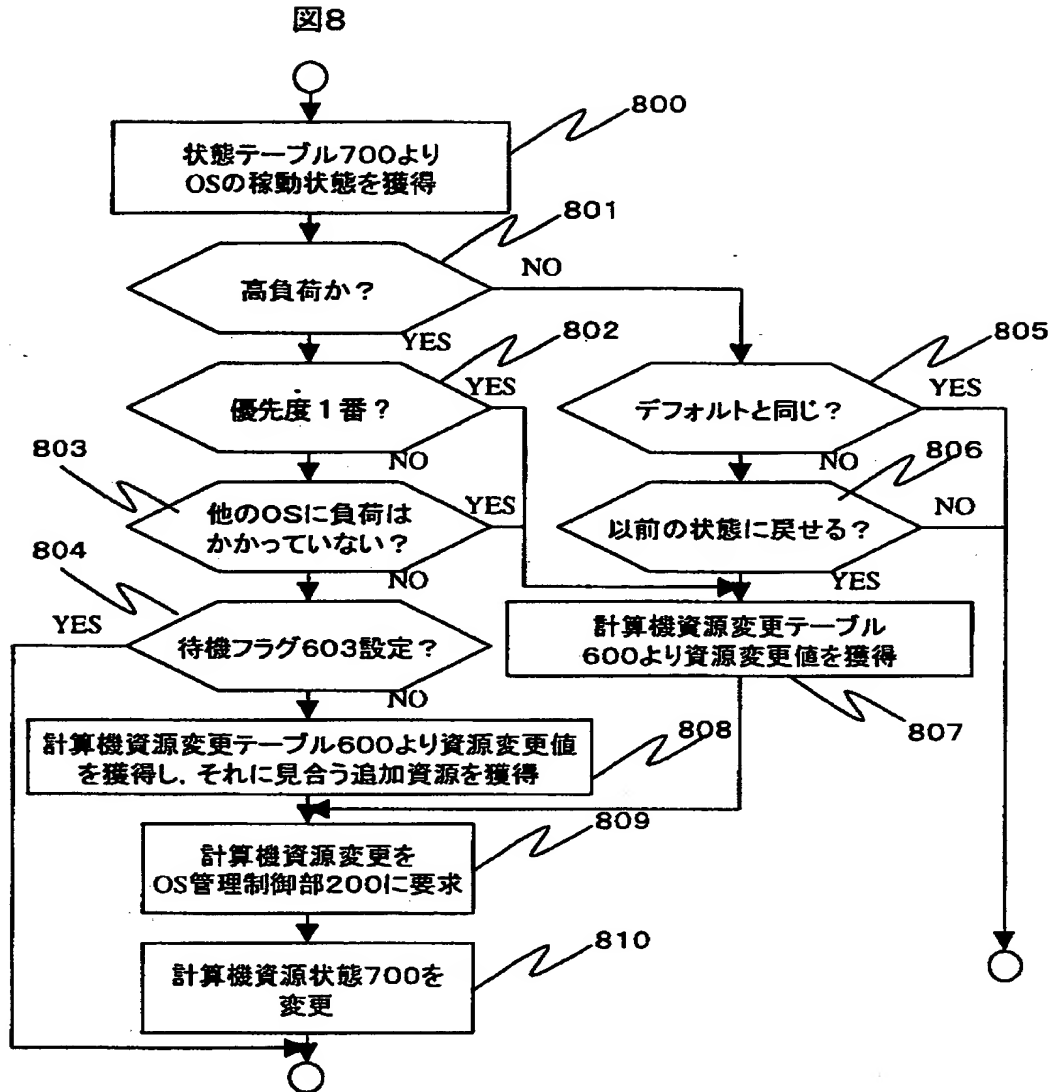 図8
800
状態テーブル700より
OSの稼動状態を獲得
801
高負荷か?
NO
YES
802
優先度1番?
YES
NO
805
デフォルトと同じ?
YES
NO
803
他のOSに負荷は
かかっていない?
YES
NO
806
以前の状態に戻せる?
NO
YES
804
YES
待機フラグ603設定?
NO
計算機資源変更テーブル
600より資源変更値を獲得
807
計算機資源変更テーブル600より資源変更値
を獲得し,それに見合う追加資源を獲得
808
計算機資源変更を
OS管理制御部200に要求
809
計算機資源状態700を
変更
810